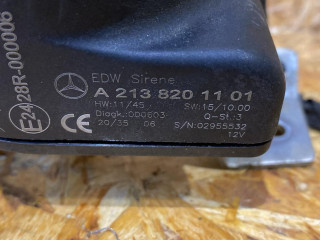 EDW Sirene
A 213 820 11 01
HW:11/45 SW:15/10.00
Diagk.:000603 Q-St.:3
20/35 06 S/N:02955532
12V
E24
28R-000006
CE